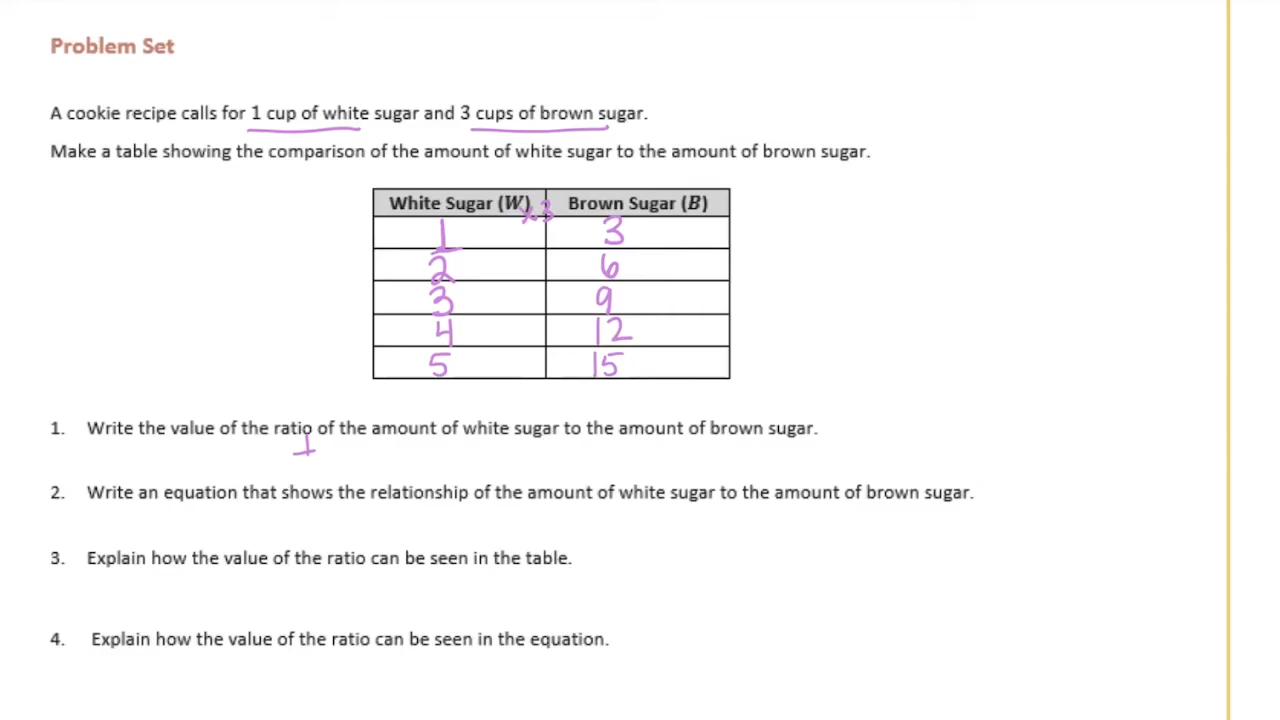 Problem Set
A cookie recipe calls for 1 cup of white sugar and 3 cups of brown sugar.
Make a table showing the comparison of the amount of white sugar to the amount of brown sugar.
White Sugar (W) Brown Sugar (B)
×3
1 3
2 6
3 9
4 12
5 15
1. Write the value of the ratio of the amount of white sugar to the amount of brown sugar.
1
2. Write an equation that shows the relationship of the amount of white sugar to the amount of brown sugar.
3. Explain how the value of the ratio can be seen in the table.
4. Explain how the value of the ratio can be seen in the equation.